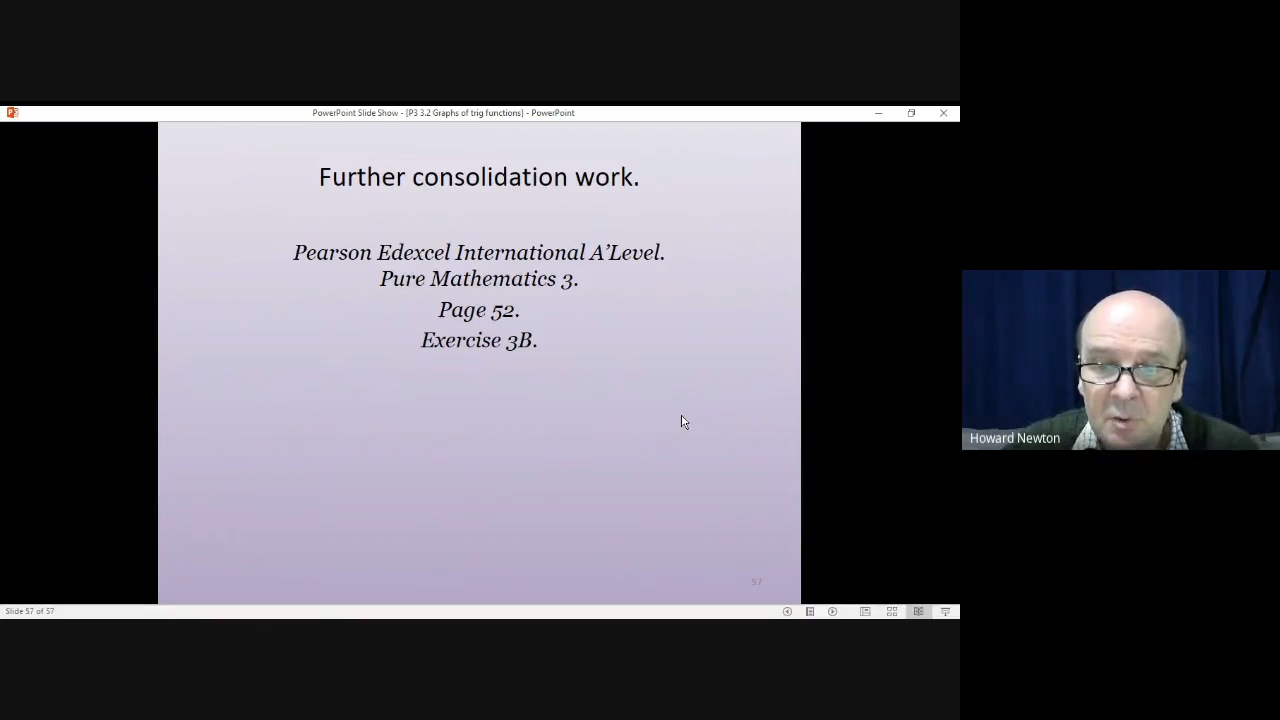 PowerPoint Slide Show - [P3 3.2 Graphs of trig functions] - PowerPoint
Further consolidation work.
Pearson Edexcel International A’Level.
Pure Mathematics 3.
Page 52.
Exercise 3B.
Howard Newton
57
Slide 57 of 57